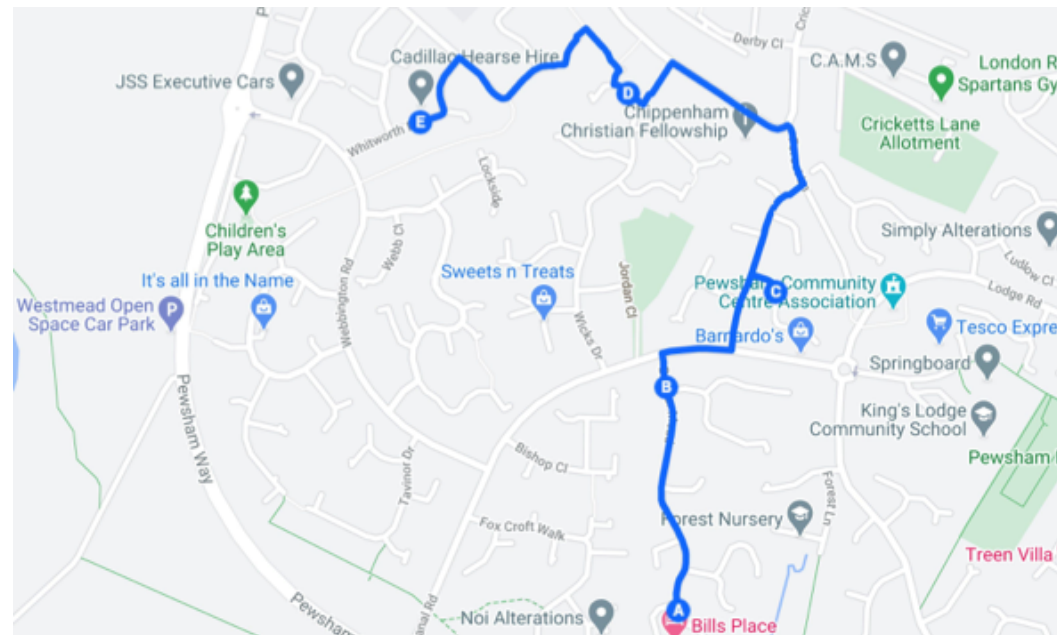 Derby Cl
Cric
Cadillac Hearse Hire
C.A.M.S
London R
Spartans Gy
JSS Executive Cars
D
Chippenham
Christian Fellowship
Cricketts Lane
Allotment
E
Whitworth
Lockside
Children's
Play Area
Webb Cl
Simply Alterations
Ludlow Cl
It's all in the Name
Sweets n Treats
Jordan Cl
Pewsham Community
Centre Association
C
Lodge Rd
Westmead Open
Space Car Park
P
Webbington Rd
Wicks Dr
Barnardo's
Tesco Expre
Springboard
B
Pewsham Way
King's Lodge
Community School
Bishop Cl
Tavinor Dr
Pewsham
Forest Ln
Fox Croft Walk
Forest Nursery
Treen Villa
Pewsham
anal Rd
Noi Alterations
A
Bills Place